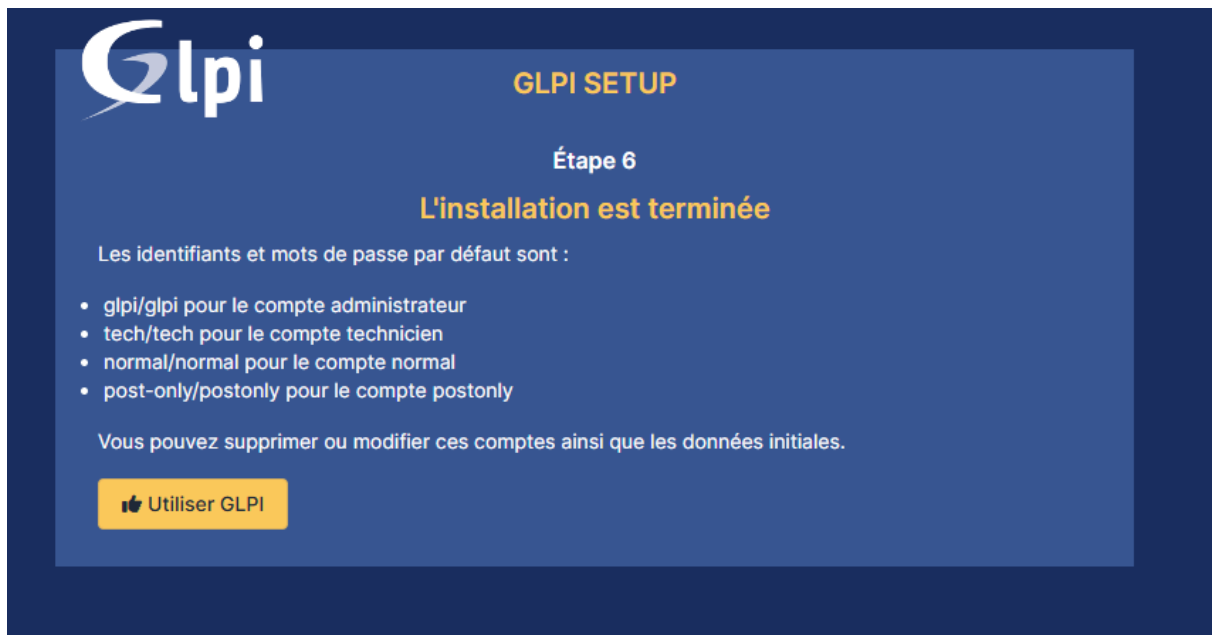 Glpi
GLPI SETUP
Étape 6
L'installation est terminée
Les identifiants et mots de passe par défaut sont :
• glpi/glpi pour le compte administrateur
• tech/tech pour le compte technicien
• normal/normal pour le compte normal
• post-only/postonly pour le compte postonly
Vous pouvez supprimer ou modifier ces comptes ainsi que les données initiales.
Utiliser GLPI